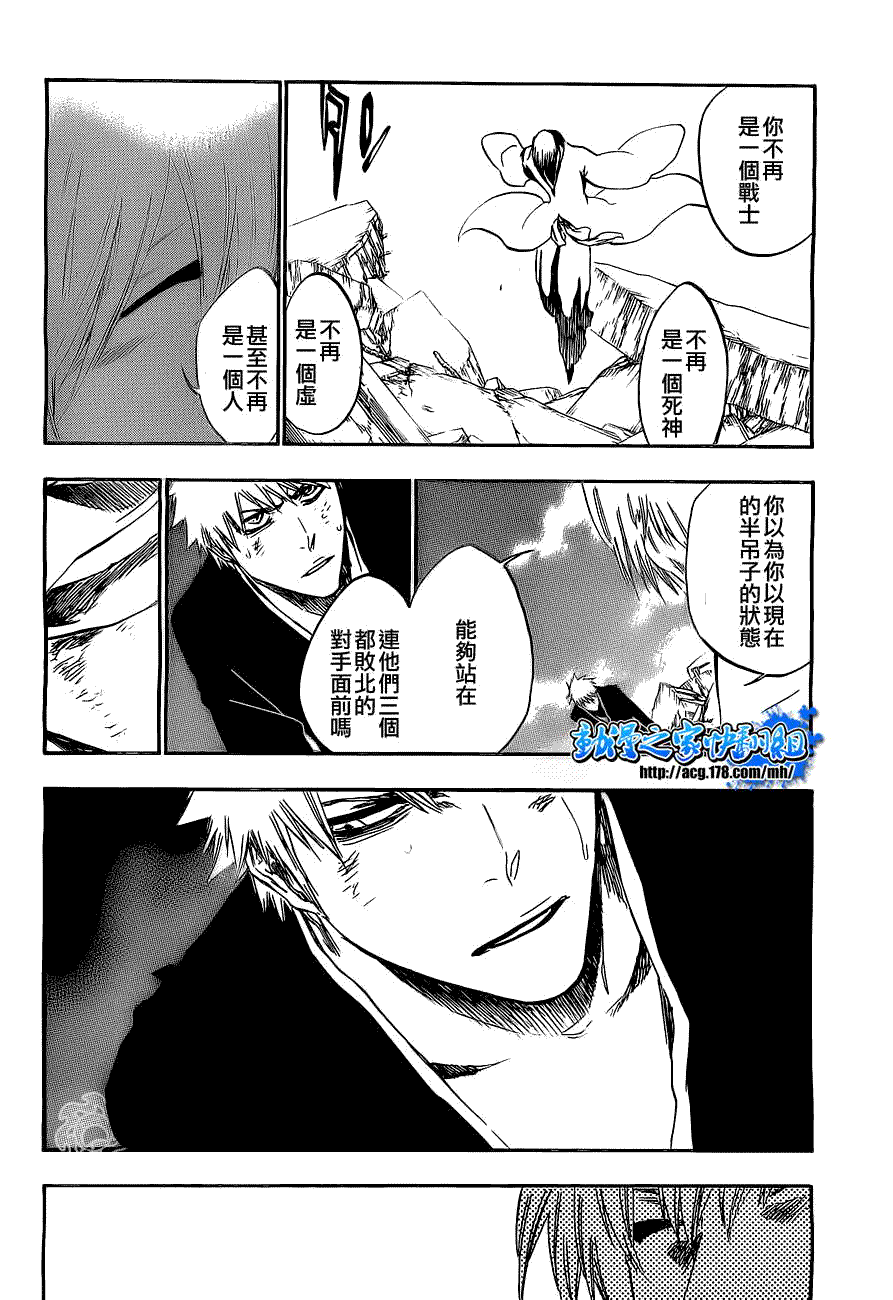 你不再
是一個戰士
不再
是一個死神
不再
是一個虛
甚至不再
是一個人
你以為你以現在
的半吊子的狀態
能夠站在
連他們三個
都敗北的
對手面前嗎
動漫之家快翻組
http://acg.178.com/mh/